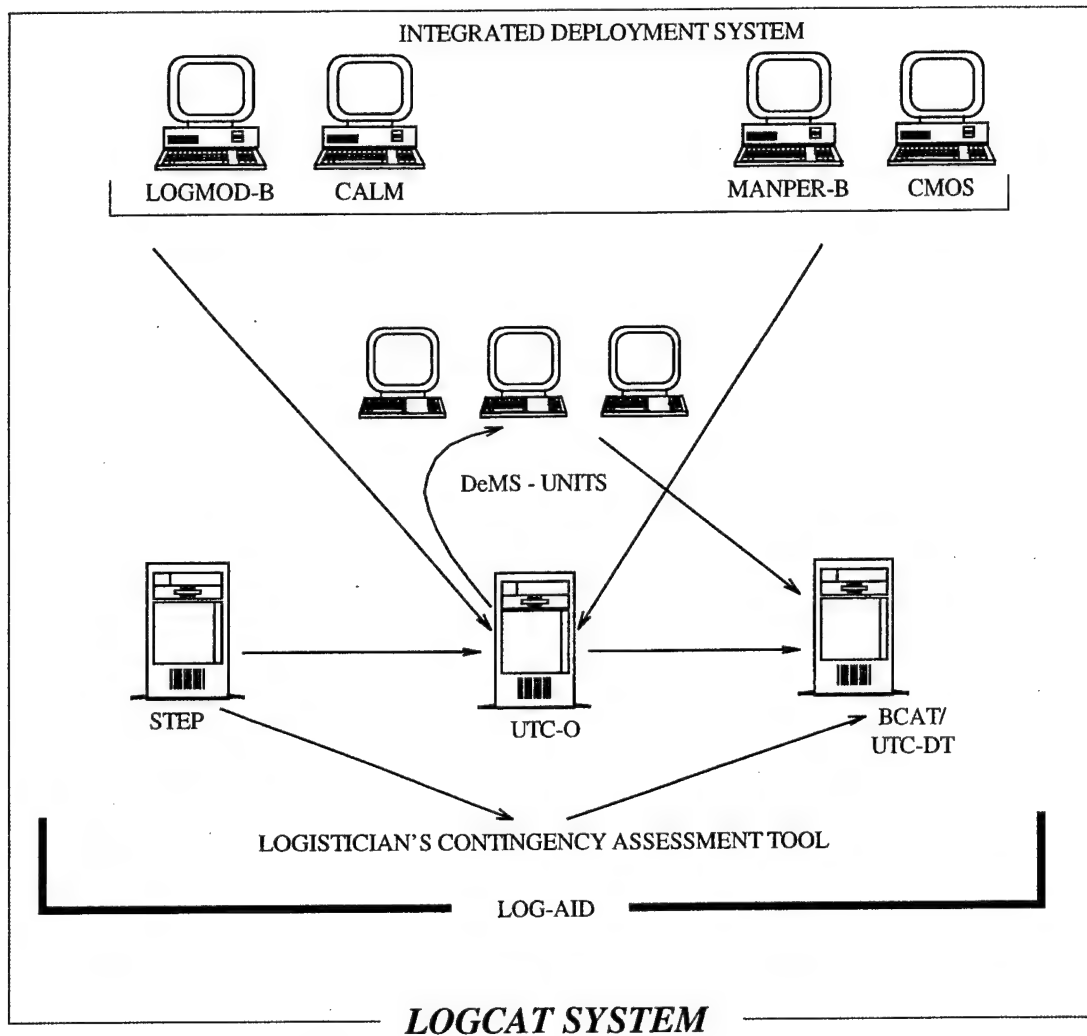 INTEGRATED DEPLOYMENT SYSTEM
LOGMOD-B
CALM
MANPER-B
CMOS
DeMS - UNITS
STEP
UTC-O
BCAT/
UTC-DT
LOGISTICIAN'S CONTINGENCY ASSESSMENT TOOL
LOG-AID
LOGCAT SYSTEM